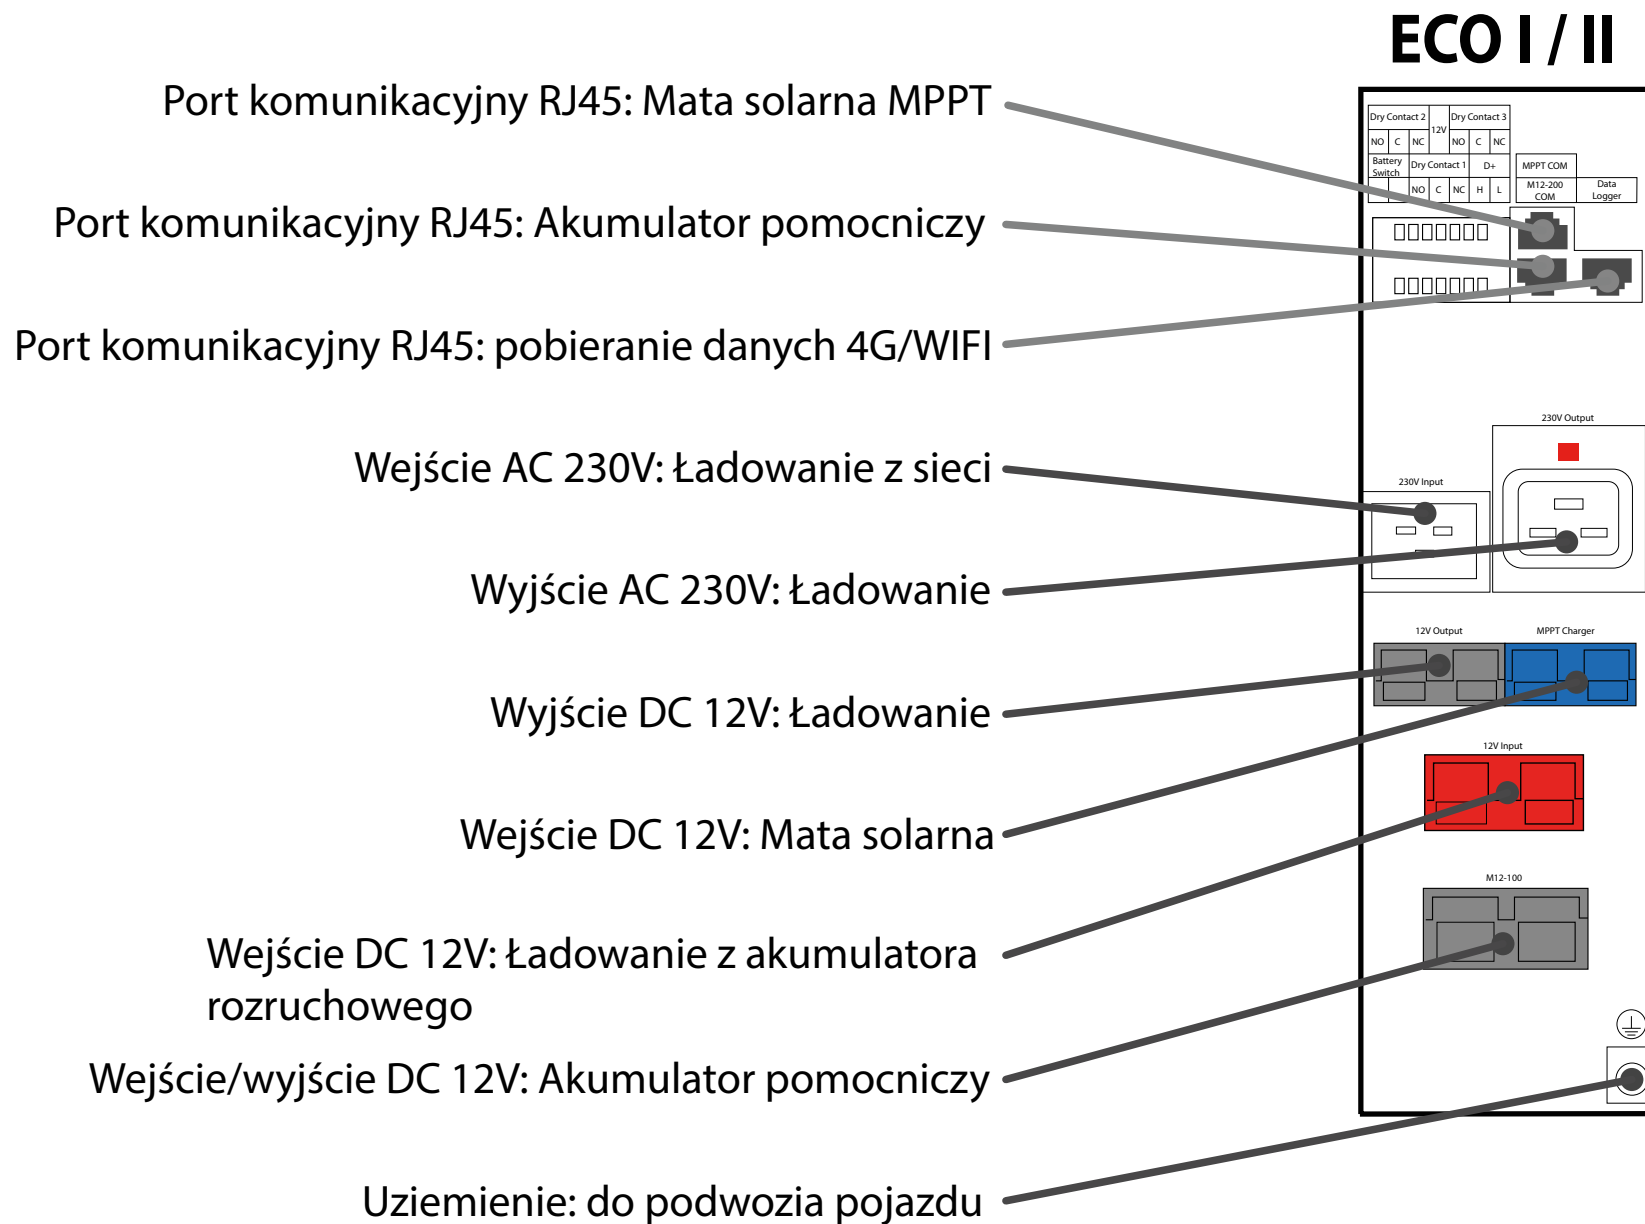 ECO I / II
Port komunikacyjny RJ45: Mata solarna MPPT
Port komunikacyjny RJ45: Akumulator pomocniczy
Port komunikacyjny RJ45: pobieranie danych 4G/WIFI
Wejście AC 230V: Ładowanie z sieci
Wyjście AC 230V: Ładowanie
Wyjście DC 12V: Ładowanie
Wejście DC 12V: Mata solarna
Wejście DC 12V: Ładowanie z akumulatora
rozruchowego
Wejście/wyjście DC 12V: Akumulator pomocniczy
Uziemienie: do podwozia pojazdu
Dry Contact 2 12V Dry Contact 3
NO C NC NO C NC
Battery
Switch
Dry Contact 1 D+ MPPT COM
NO C NC H L
M12-200
COM
Data
Logger
230V Output
230V Input
12V Output MPPT Charger
12V Input
M12-100